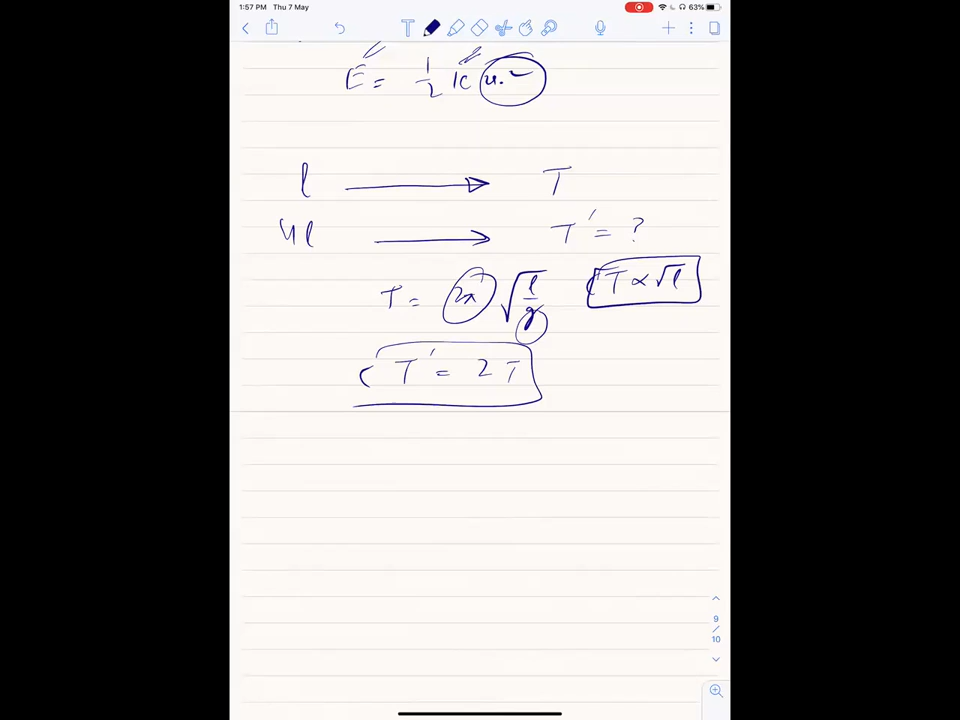 1:57 PM Thu 7 May 63%
E = 1/2 k
l → T
4l → T' = ?
T = 2π √(l/g) T ∝ √l
T' = 2T
9
/
10